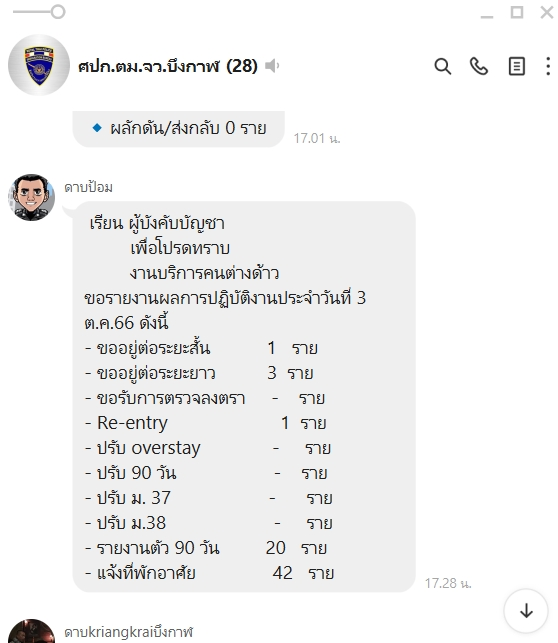 ศปก.ตม.จว.บึงกาฬ (28)
ผลักดัน/ส่งกลับ 0 ราย
17.01 น.
ดาบป้อม
เรียน ผู้บังคับบัญชา
เพื่อโปรดทราบ
งานบริการคนต่างด้าว
ขอรายงานผลการปฏิบัติงานประจำวันที่ 3
ต.ค.66 ดังนี้
- ขออยู่ต่อระยะสั้น 1 ราย
- ขออยู่ต่อระยะยาว 3 ราย
- ขอรับการตรวจลงตรา - ราย
- Re-entry 1 ราย
- ปรับ overstay - ราย
- ปรับ 90 วัน - ราย
- ปรับ ม. 37 - ราย
- ปรับ ม.38 - ราย
- รายงานตัว 90 วัน 20 ราย
- แจ้งที่พักอาศัย 42 ราย
17.28 น.
ดาบkriangkraiบึงกาฬ